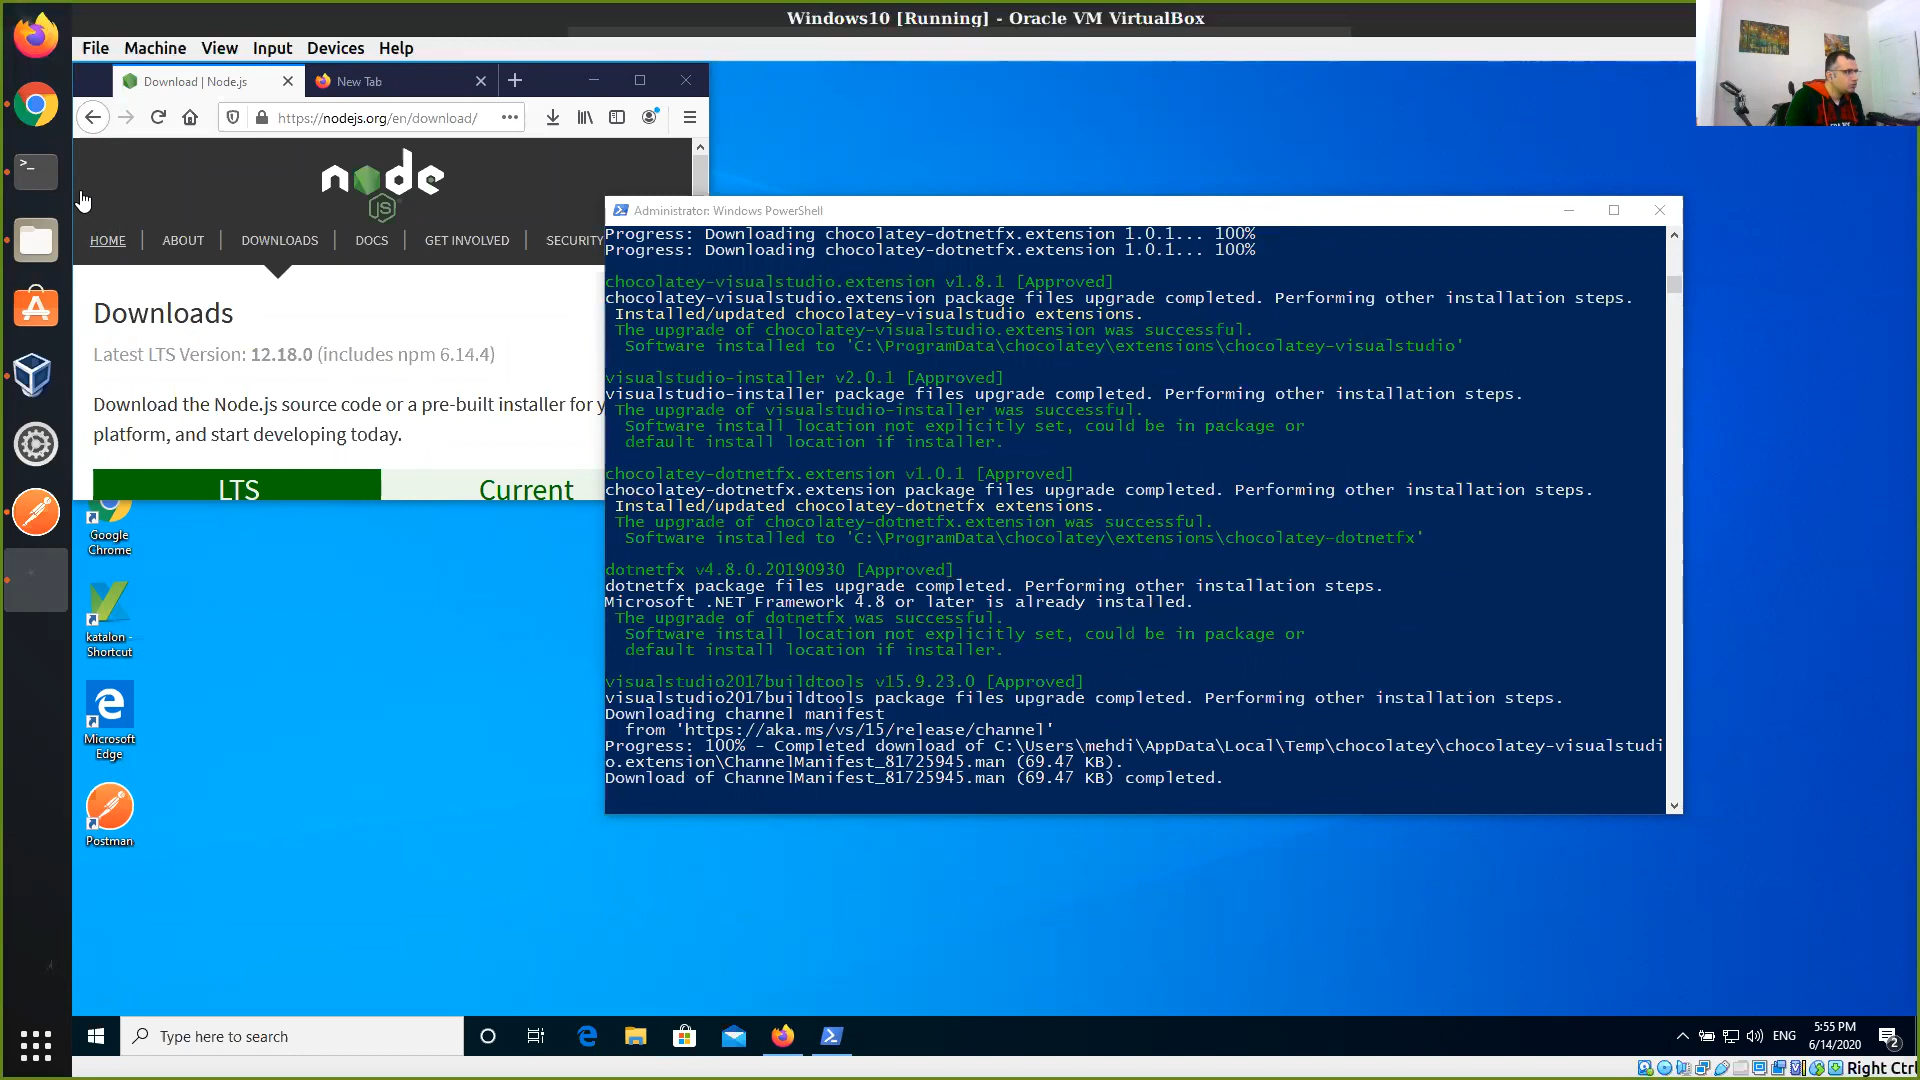 Windows10 [Running] - Oracle VM VirtualBox
File Machine View Input Devices Help
Download | Node.js
New Tab
https://nodejs.org/en/download/
node
JS
HOME ABOUT DOWNLOADS DOCS GET INVOLVED SECURITY
Downloads
Latest LTS Version: 12.18.0 (includes npm 6.14.4)
Download the Node.js source code or a pre-built installer for
platform, and start developing today.
LTS Current
Google
Chrome
katalon -
Shortcut
Microsoft
Edge
Postman
Administrator: Windows PowerShell
Progress: Downloading chocolatey-dotnetfx.extension 1.0.1... 100%
Progress: Downloading chocolatey-dotnetfx.extension 1.0.1... 100%
chocolatey-visualstudio.extension v1.8.1 [Approved]
chocolatey-visualstudio.extension package files upgrade completed. Performing other installation steps.
Installed/updated chocolatey-visualstudio extensions.
The upgrade of chocolatey-visualstudio.extension was successful.
Software installed to 'C:\ProgramData\chocolatey\extensions\chocolatey-visualstudio'
visualstudio-installer v2.0.1 [Approved]
visualstudio-installer package files upgrade completed. Performing other installation steps.
The upgrade of visualstudio-installer was successful.
Software install location not explicitly set, could be in package or
default install location if installer.
chocolatey-dotnetfx.extension v1.0.1 [Approved]
chocolatey-dotnetfx.extension package files upgrade completed. Performing other installation steps.
Installed/updated chocolatey-dotnetfx extensions.
The upgrade of chocolatey-dotnetfx.extension was successful.
Software installed to 'C:\ProgramData\chocolatey\extensions\chocolatey-dotnetfx'
dotnetfx v4.8.0.20190930 [Approved]
dotnetfx package files upgrade completed. Performing other installation steps.
Microsoft .NET Framework 4.8 or later is already installed.
The upgrade of dotnetfx was successful.
Software install location not explicitly set, could be in package or
default install location if installer.
visualstudio2017buildtools v15.9.23.0 [Approved]
visualstudio2017buildtools package files upgrade completed. Performing other installation steps.
Downloading channel manifest
from 'https://aka.ms/vs/15/release/channel'
Progress: 100% - Completed download of C:\Users\mehdi\AppData\Local\Temp\chocolatey\chocolatey-visualstudi
o.extension\ChannelManifest_81725945.man (69.47 KB).
Download of ChannelManifest_81725945.man (69.47 KB) completed.
Type here to search
ENG
5:55 PM
6/14/2020
2
Right Ctrl